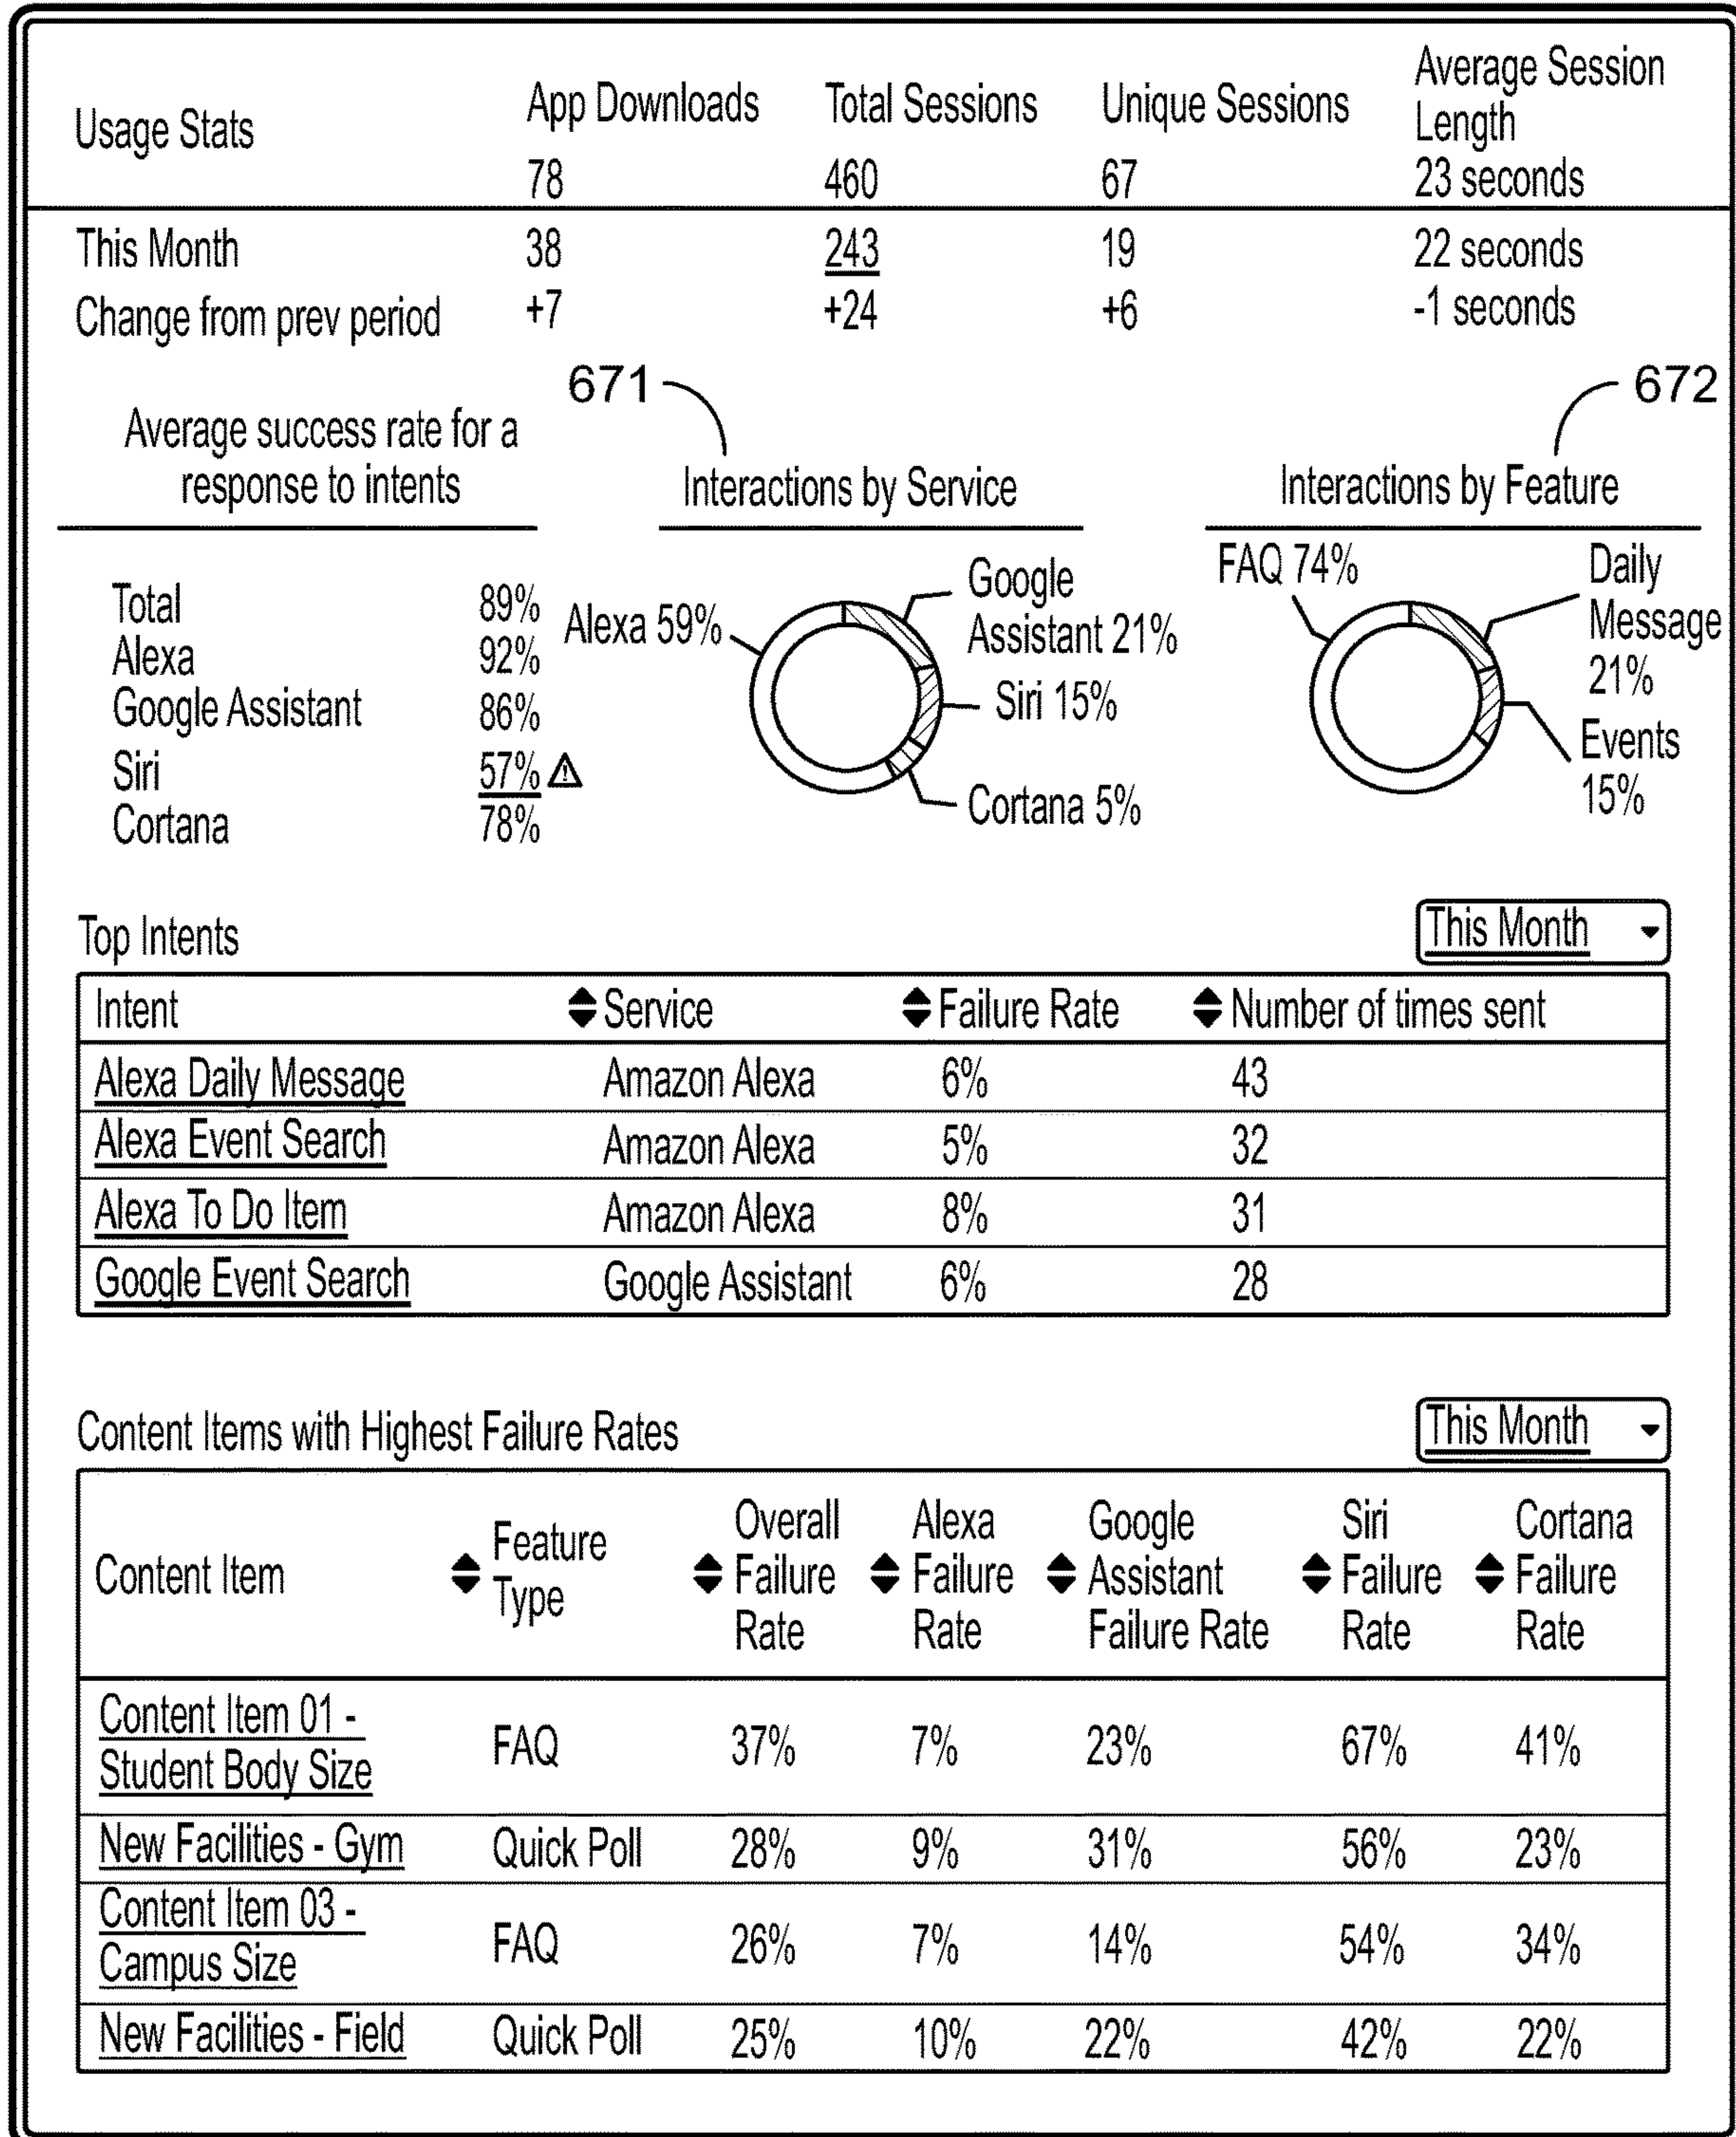 Usage Stats App Downloads Total Sessions Unique Sessions Average Session Length
78 460 67 23 seconds
This Month 38 243 19 22 seconds
Change from prev period +7 +24 +6 -1 seconds
671
672
Average success rate for a
response to intents
Total 89%
Alexa 92%
Google Assistant 86%
Siri 57%
Cortana 78%
Interactions by Service
Alexa 59%
Google
Assistant 21%
Siri 15%
Cortana 5%
Interactions by Feature
FAQ 74%
Daily
Message
21%
Events
15%
Top Intents This Month
Intent Service Failure Rate Number of times sent
Alexa Daily Message Amazon Alexa 6% 43
Alexa Event Search Amazon Alexa 5% 32
Alexa To Do Item Amazon Alexa 8% 31
Google Event Search Google Assistant 6% 28
Content Items with Highest Failure Rates This Month
Content Item Feature Type Overall Failure Rate Alexa Failure Rate Google Assistant Failure Rate Siri Failure Rate Cortana Failure Rate
Content Item 01 -
Student Body Size FAQ 37% 7% 23% 67% 41%
New Facilities - Gym Quick Poll 28% 9% 31% 56% 23%
Content Item 03 -
Campus Size FAQ 26% 7% 14% 54% 34%
New Facilities - Field Quick Poll 25% 10% 22% 42% 22%